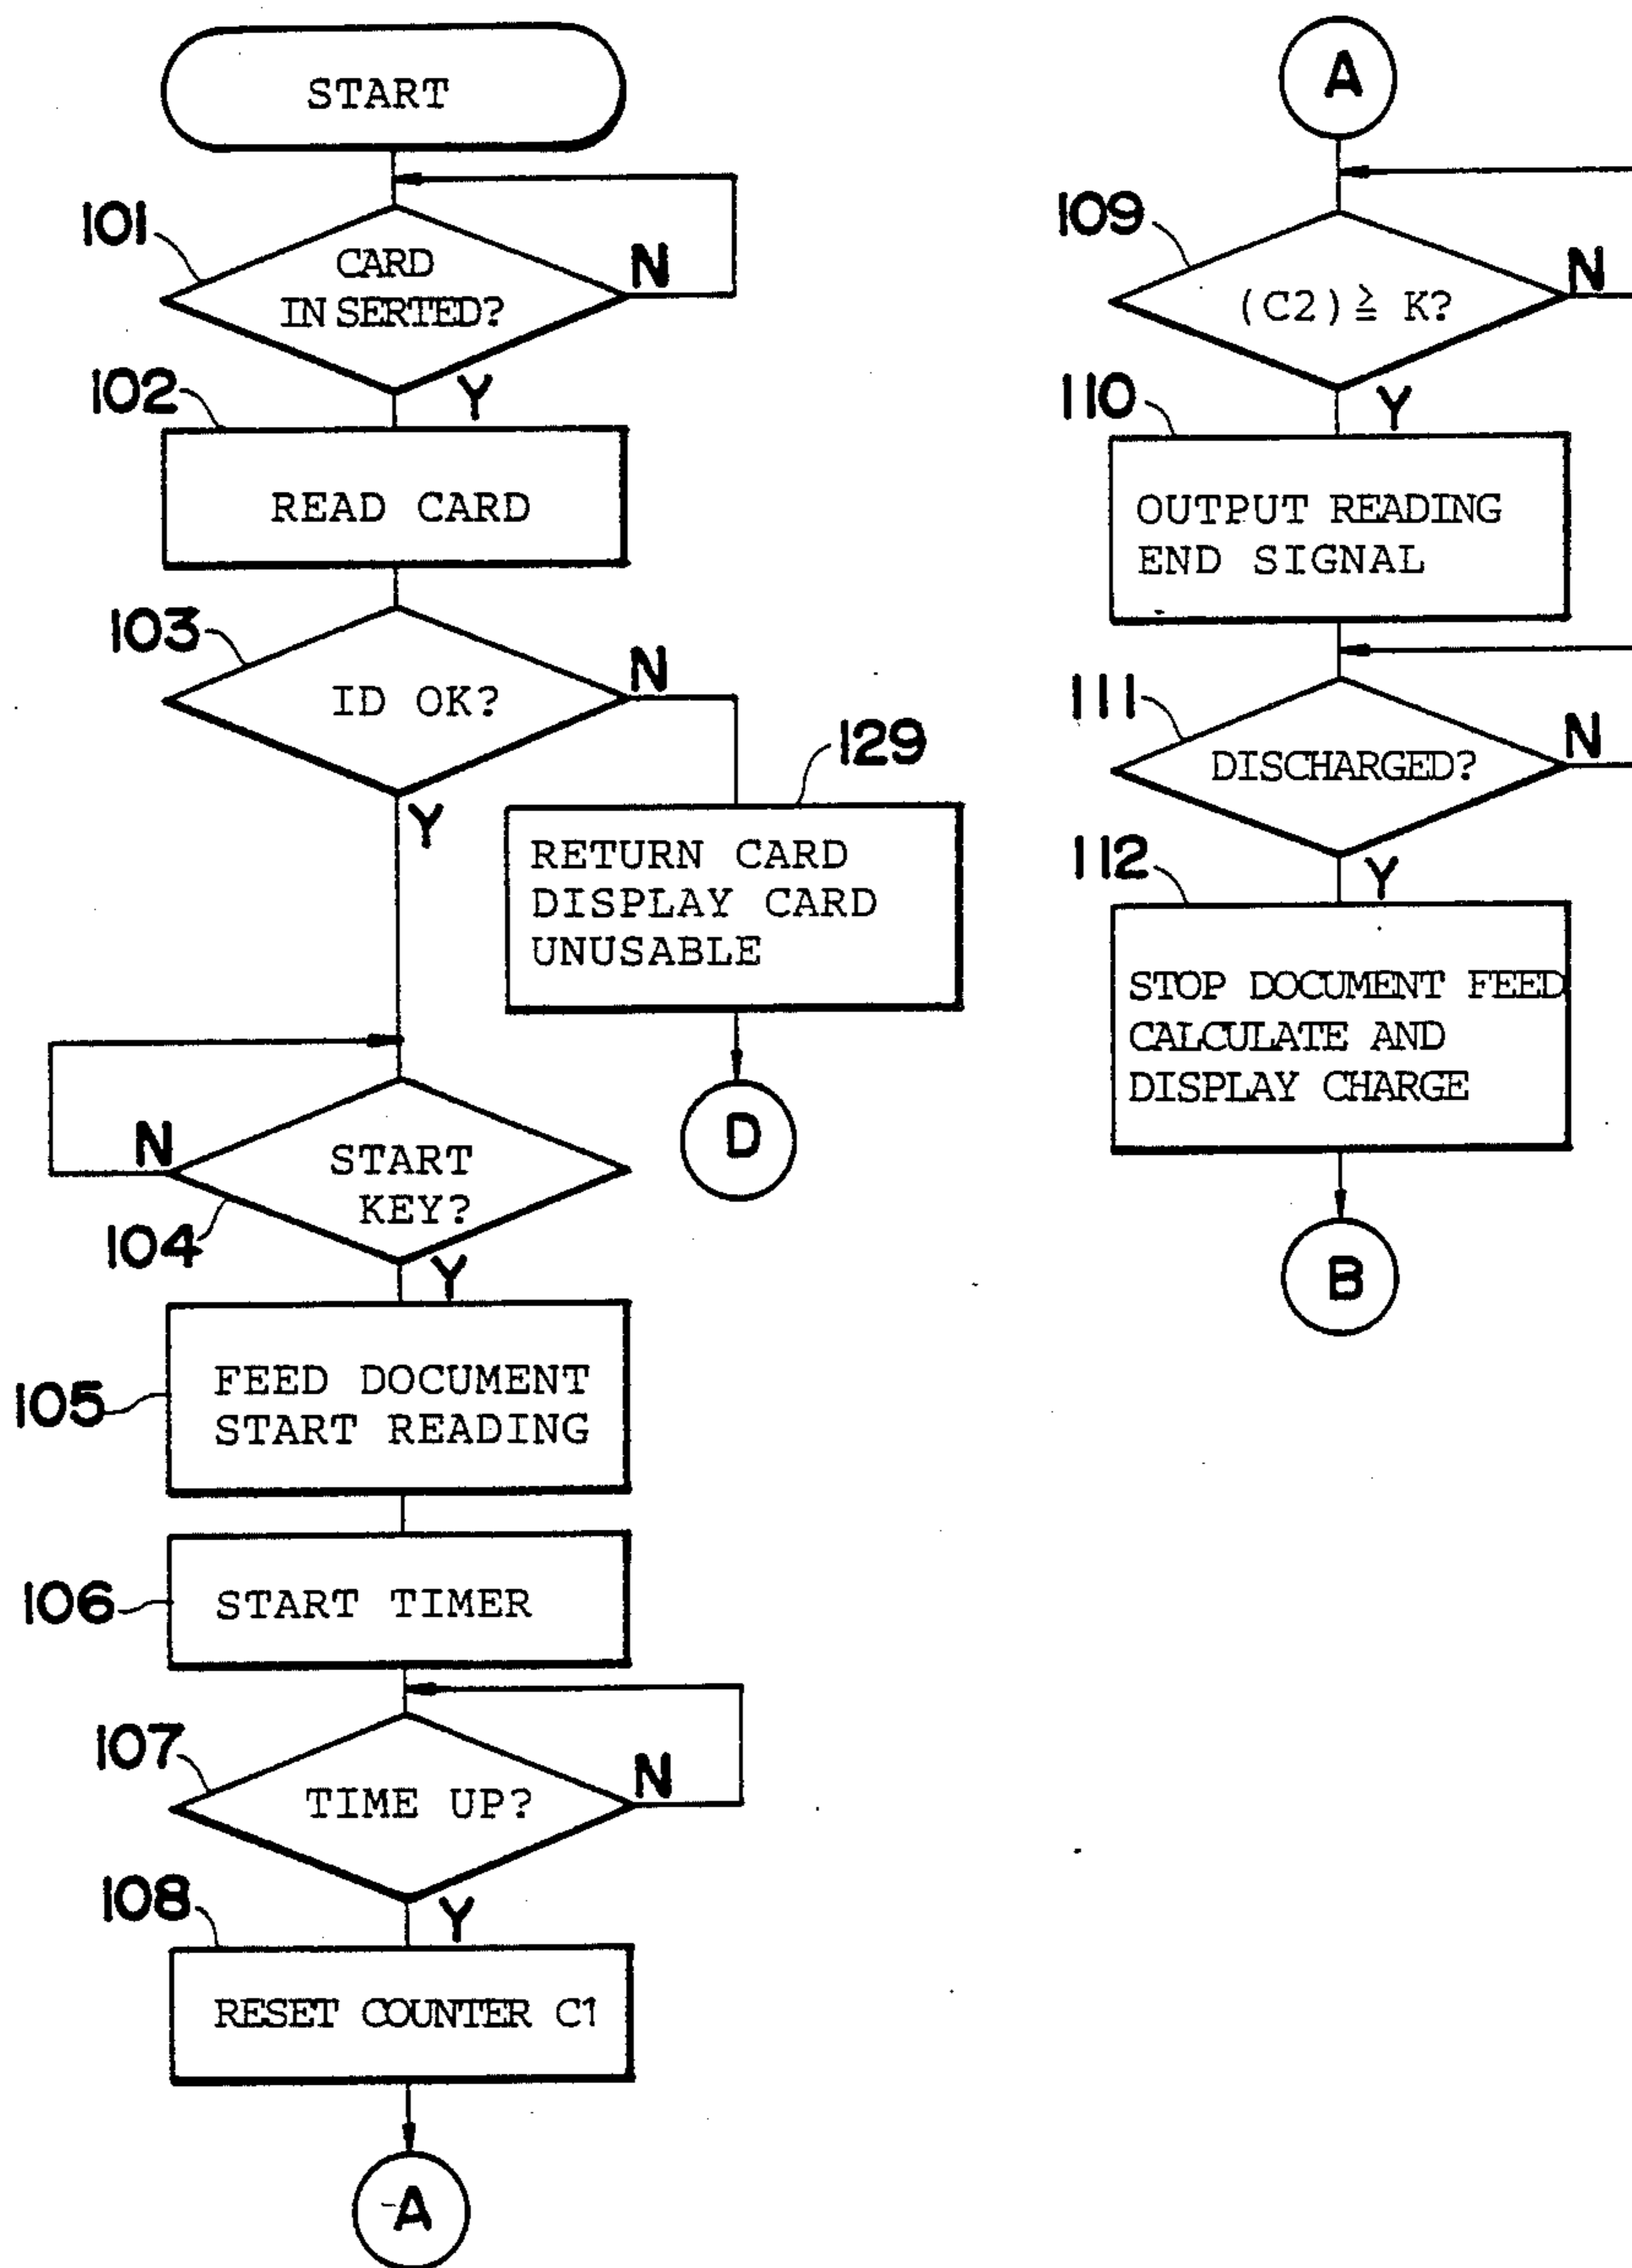 START
101
CARD
INSERTED?
N
Y
102
READ CARD
103
ID OK?
N
Y
129
RETURN CARD
DISPLAY CARD
UNUSABLE
D
104
START
KEY?
N
Y
105
FEED DOCUMENT
START READING
106
START TIMER
107
TIME UP?
N
Y
108
RESET COUNTER C1
A
A
109
(C2) ≧ K?
N
Y
110
OUTPUT READING
END SIGNAL
111
DISCHARGED?
N
Y
112
STOP DOCUMENT FEED
CALCULATE AND
DISPLAY CHARGE
B